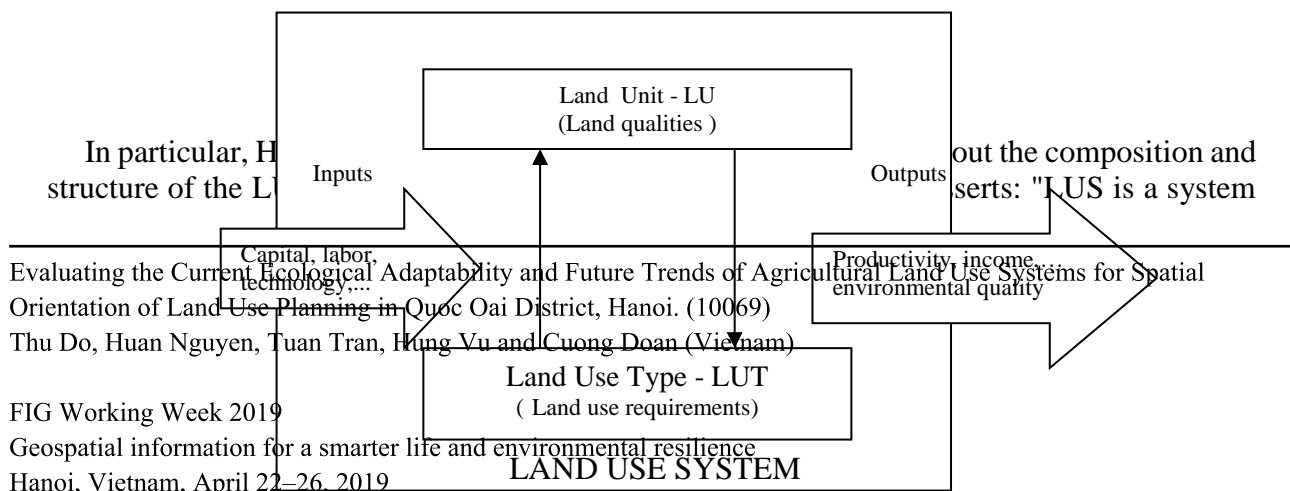 Land Unit - LU
(Land qualities )
In particular, H
out the composition and
Inputs
Outputs
structure of the LU
serts: "LUS is a system
Capital, labor,
technology,...
Productivity, income,...
environmental quality
Evaluating the Current Ecological Adaptability and Future Trends of Agricultural Land Use Systems for Spatial
Orientation of Land Use Planning in Quoc Oai District, Hanoi. (10069)
Thu Do, Huan Nguyen, Tuan Tran, Hung Vu and Cuong Doan (Vietnam)
Land Use Type - LUT
( Land use requirements)
FIG Working Week 2019
Geospatial information for a smarter life and environmental resilience
LAND USE SYSTEM
Hanoi, Vietnam, April 22–26, 2019